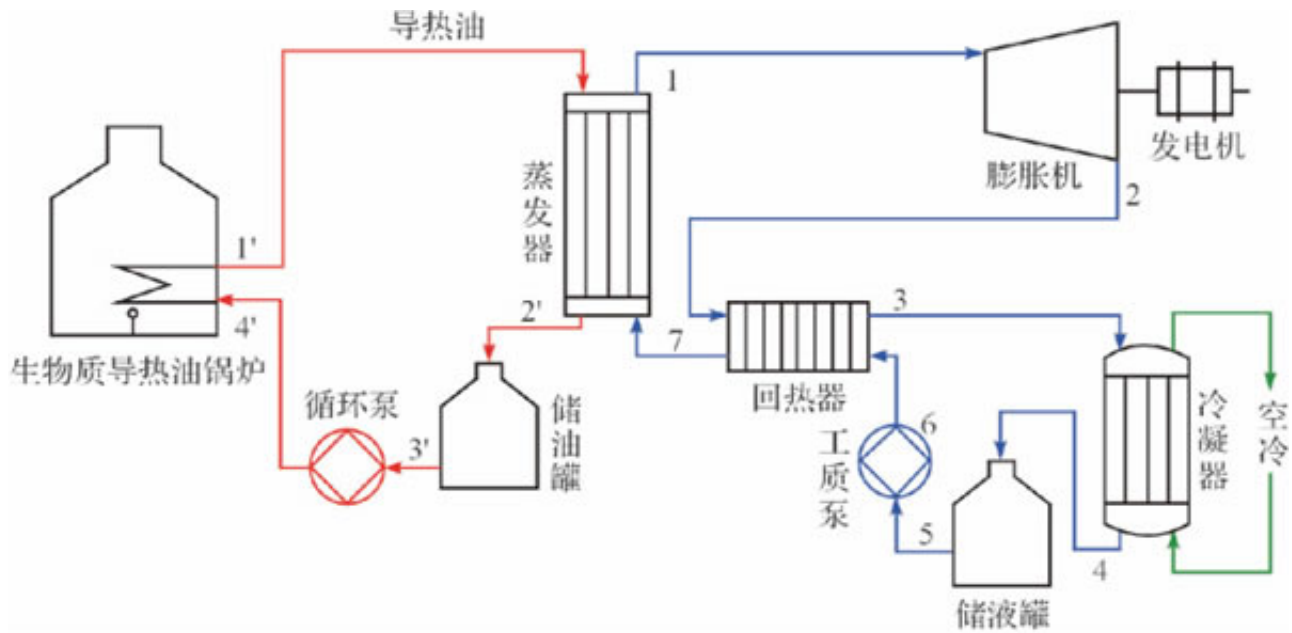 导热油
1
发电机
膨胀机
2
蒸发器
1'
4'
生物质导热油锅炉
2'
7
3
回热器
循环泵
储油罐
3'
6
工质泵
5
冷凝器
空冷
4
储液罐